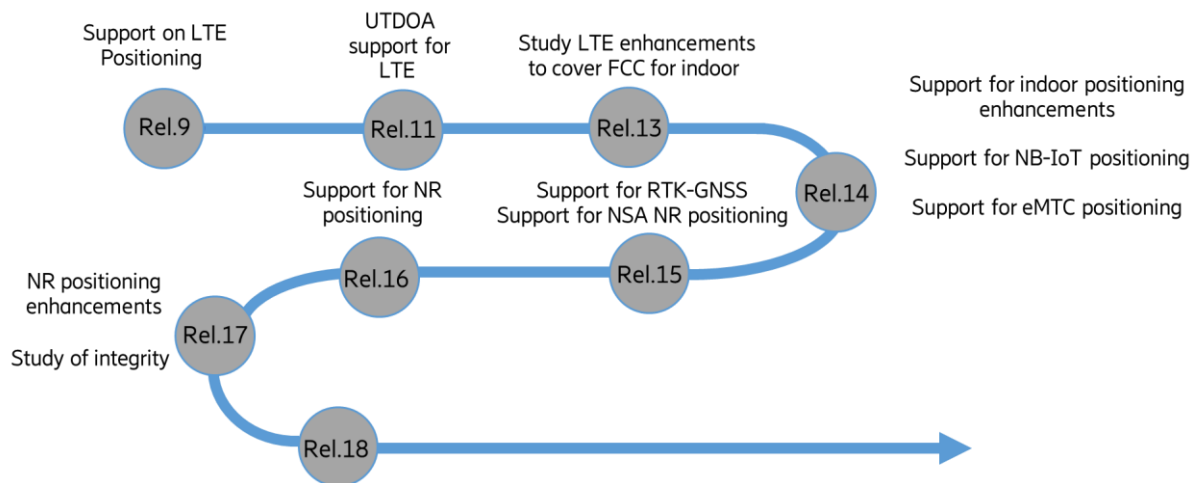 Support on LTE
Positioning
Rel.9
UTDOA
support for
LTE
Rel.11
Study LTE enhancements
to cover FCC for indoor
Rel.13
Support for indoor positioning
enhancements
Support for NB-IoT positioning
Support for eMTC positioning
Rel.14
Support for RTK-GNSS
Support for NSA NR positioning
Rel.15
Support for NR
positioning
Rel.16
NR positioning
enhancements
Study of integrity
Rel.17
Rel.18